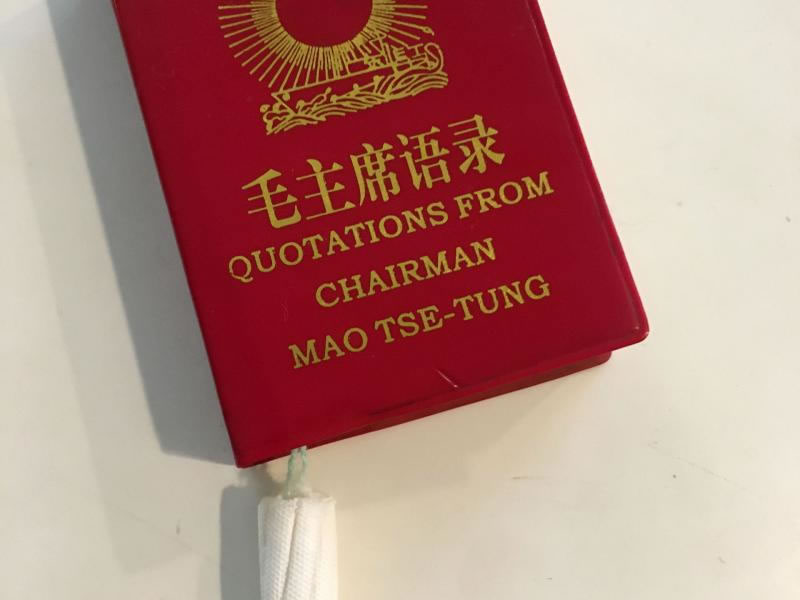 毛主席语录
QUOTATIONS FROM
CHAIRMAN
MAO TSE-TUNG